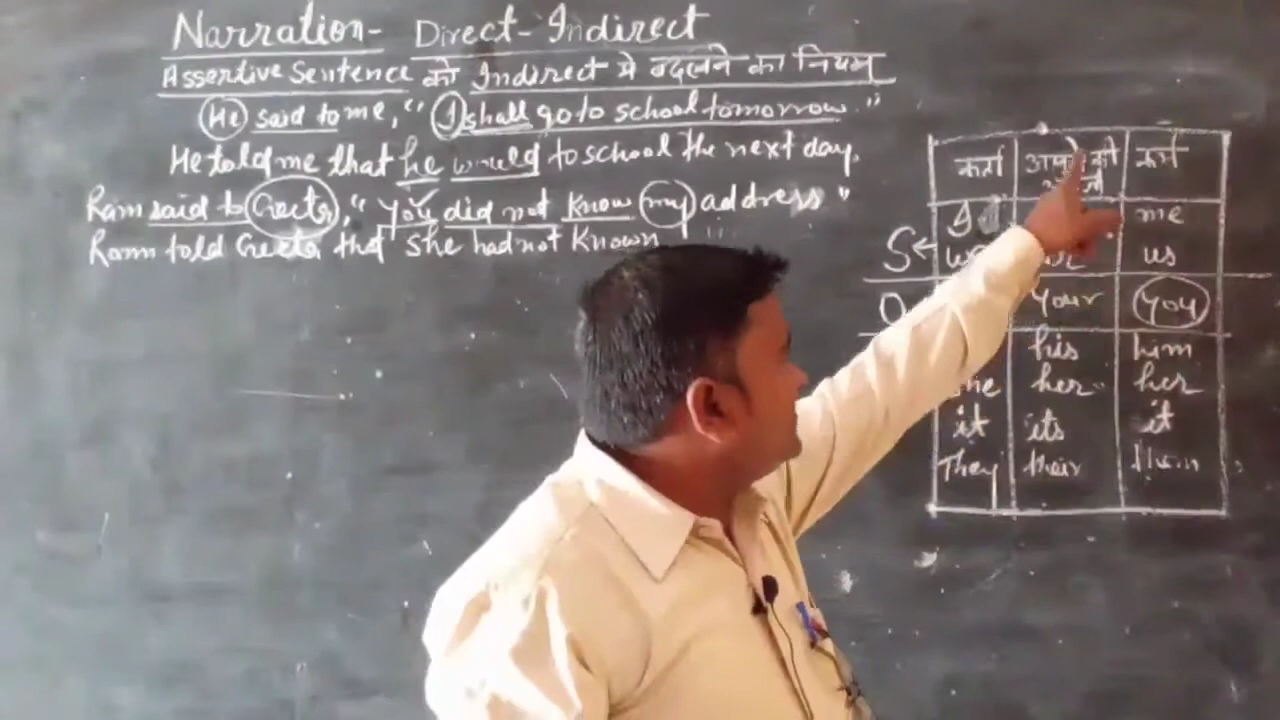 Narration- Direct-Indirect
Assertive Sentence को Indirect मे बदलने का नियम
He said to me, "I shall go to school tomorrow."
He told me that he would to school the next day.
Ram said to Geeta, "you did not know my address"
Ram told Geeta that she had not known
कर्ता की कर्म
I me
S← us
O your you
his him
her her
it its it
They their them